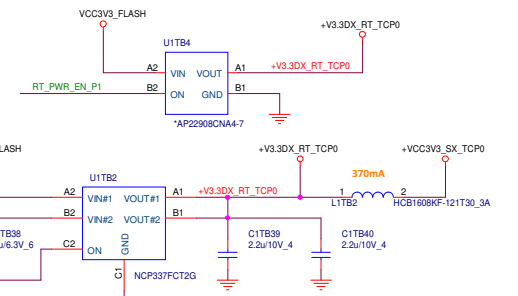 VCC3V3_FLASH
+V3.3DX_RT_TCP0
U1TB4
A2 VIN VOUT A1 +V3.3DX_RT_TCP0
RT_PWR_EN_P1 B2 ON GND B1
*AP22908CNA4-7
LASH
+V3.3DX_RT_TCP0
370mA
+VCC3V3_SX_TCP0
U1TB2
A2 VIN#1 VOUT#1 A1 +V3.3DX_RT_TCP0
1 2
L1TB2 HCB1608KF-121T30_3A
B2 VIN#2 VOUT#2 B1
TB38
u/6.3V_6
C2 ON GND
C1TB39
2.2u/10V_4
C1TB40
2.2u/10V_4
C1
NCP337FCT2G